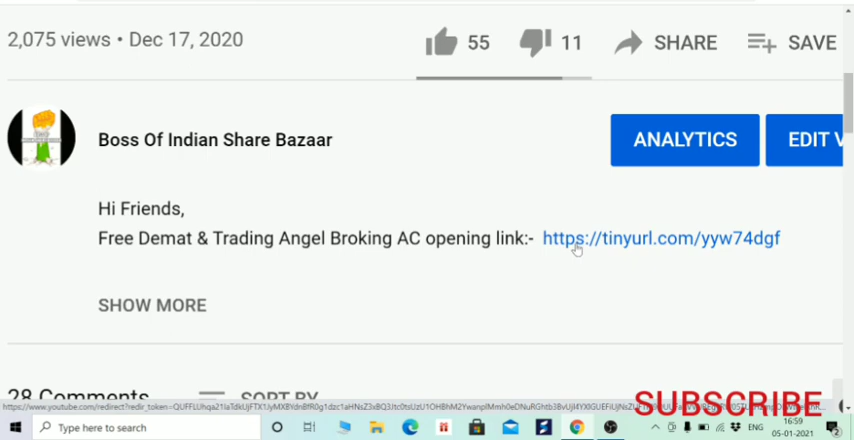 2,075 views • Dec 17, 2020
55
11
SHARE
SAVE
Boss Of Indian Share Bazaar
ANALYTICS
EDIT V
Hi Friends,
Free Demat & Trading Angel Broking AC opening link:- https://tinyurl.com/yyw74dgf
SHOW MORE
28 Comments
SORT BY
SUBSCRIBE
Type here to search
ENG
16:59
05-01-2021
2